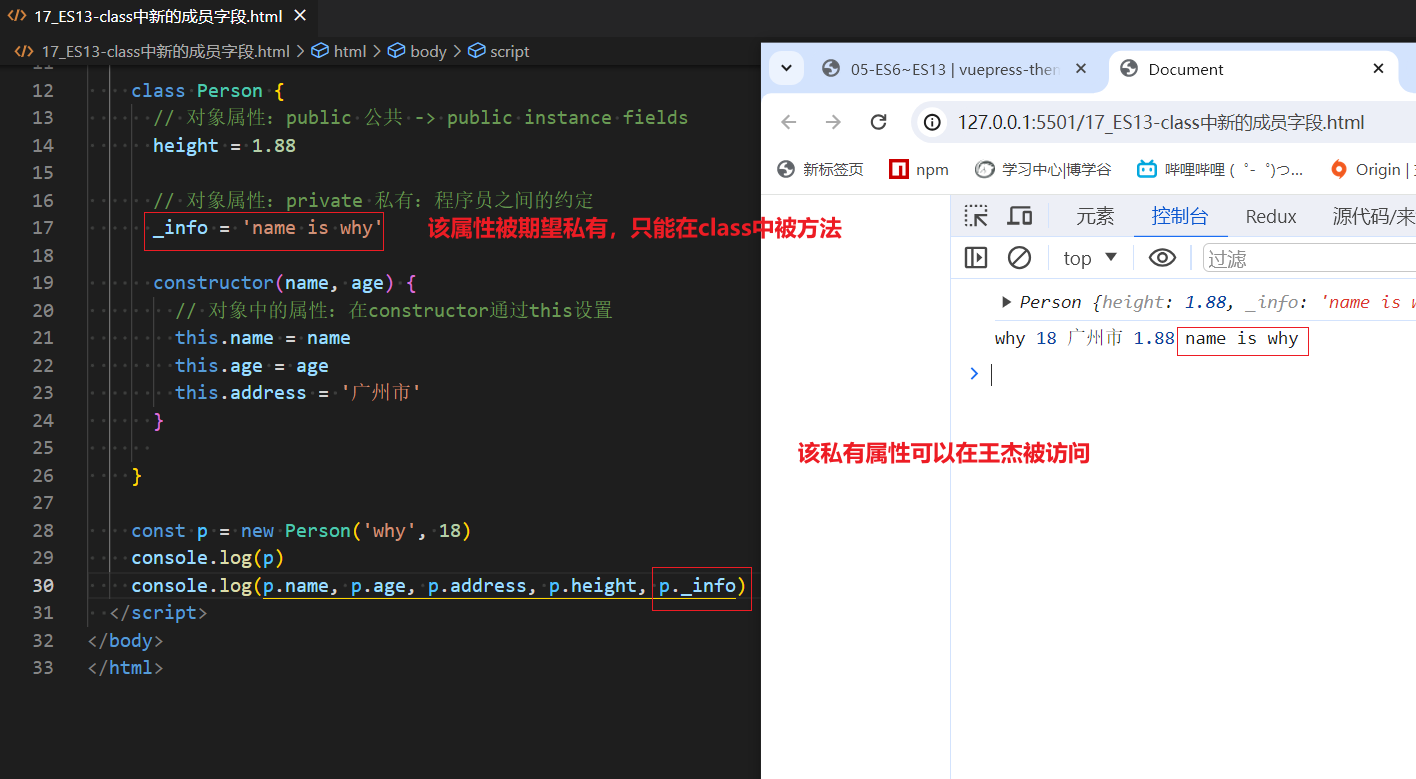 17_ES13-class中新的成员字段.html
17_ES13-class中新的成员字段.html > html > body > script
11
12 class Person {
13 // 对象属性：public 公共 -> public instance fields
14 height = 1.88
15
16 // 对象属性：private 私有：程序员之间的约定
17 _info = 'name is why'
该属性被期望私有，只能在class中被方法
18
19 constructor(name, age) {
20 // 对象中的属性：在constructor通过this设置
21 this.name = name
22 this.age = age
23 this.address = '广州市'
24 }
25
26 }
27
28 const p = new Person('why', 18)
29 console.log(p)
30 console.log(p.name, p.age, p.address, p.height, p._info)
31 </script>
32 </body>
33 </html>
05-ES6~ES13 | vuepress-then
Document
127.0.0.1:5501/17_ES13-class中新的成员字段.html
新标签页 npm 学习中心|博学谷 哔哩哔哩 ( ゜- ゜)つ... Origin |
元素 控制台 Redux 源代码/来
top 过滤
Person {height: 1.88, _info: 'name is w
why 18 广州市 1.88 name is why
该私有属性可以在王杰被访问